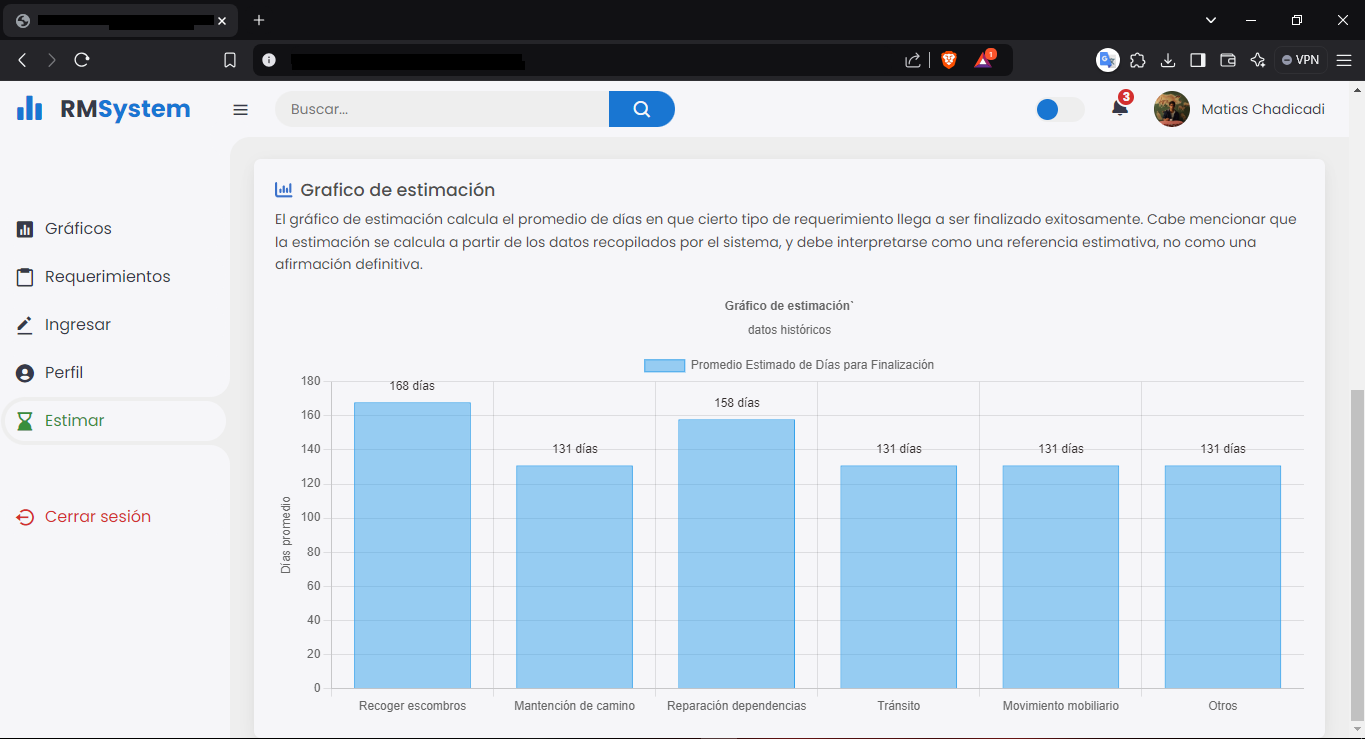 1
VPN
RMSystem
Buscar...
3
Matias Chadicadi
Gráficos
Requerimientos
Ingresar
Perfil
Estimar
Cerrar sesión
Grafico de estimación
El gráfico de estimación calcula el promedio de días en que cierto tipo de requerimiento llega a ser finalizado exitosamente. Cabe mencionar que
la estimación se calcula a partir de los datos recopilados por el sistema, y debe interpretarse como una referencia estimativa, no como una
afirmación definitiva.
Gráfico de estimación`
datos históricos
Promedio Estimado de Días para Finalización
Días promedio
180
160
140
120
100
80
60
40
20
0
168 días
131 días
158 días
131 días
131 días
131 días
Recoger escombros
Mantención de camino
Reparación dependencias
Tránsito
Movimiento mobiliario
Otros